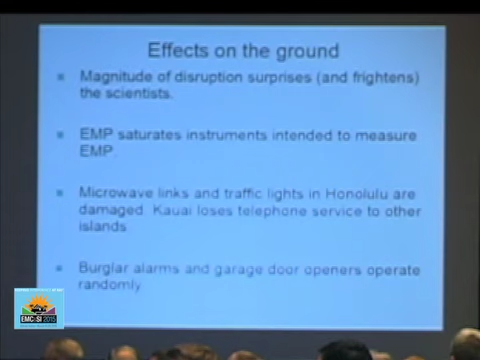 Effects on the ground
Magnitude of disruption surprises (and frightens)
the scientists.
EMP saturates instruments intended to measure
EMP.
Microwave links and traffic lights in Honolulu are
damaged. Kauai loses telephone service to other
islands
Burglar alarms and garage door openers operate
randomly
EMC&SI 2015